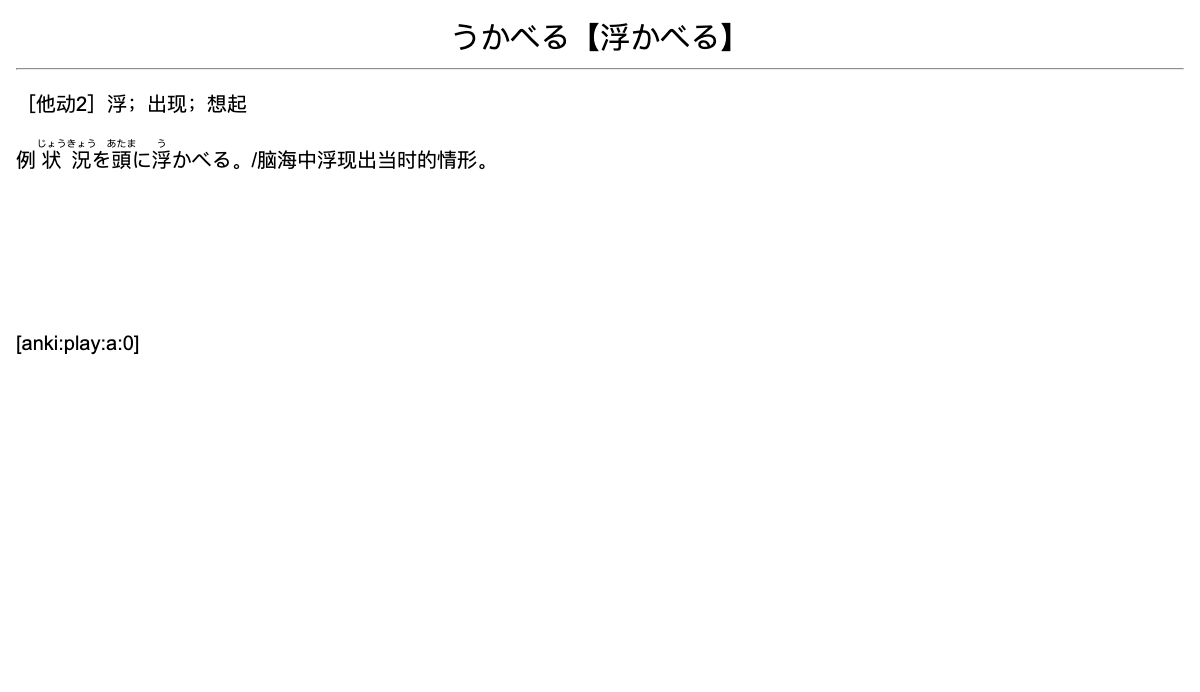 うかべる【浮かべる】
［他动2］浮；出现；想起
じょうきょう あたま う
例 状 況を頭に浮かべる。/脑海中浮现出当时的情形。
[anki:play:a:0]